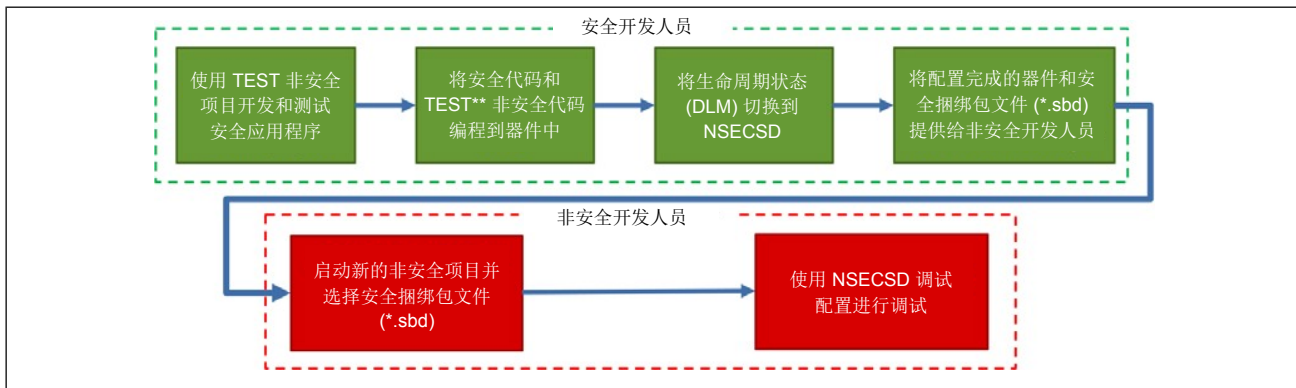 安全开发人员
使用 TEST 非安全
项目开发和测试
安全应用程序
将安全代码和
TEST** 非安全代码
编程到器件中
将生命周期状态
(DLM) 切换到
NSECSD
将配置完成的器件和安
全捆绑包文件 (*.sbd)
提供给非安全开发人员
非安全开发人员
启动新的非安全项目并
选择安全捆绑包文件
(*.sbd)
使用 NSECSD 调试
配置进行调试